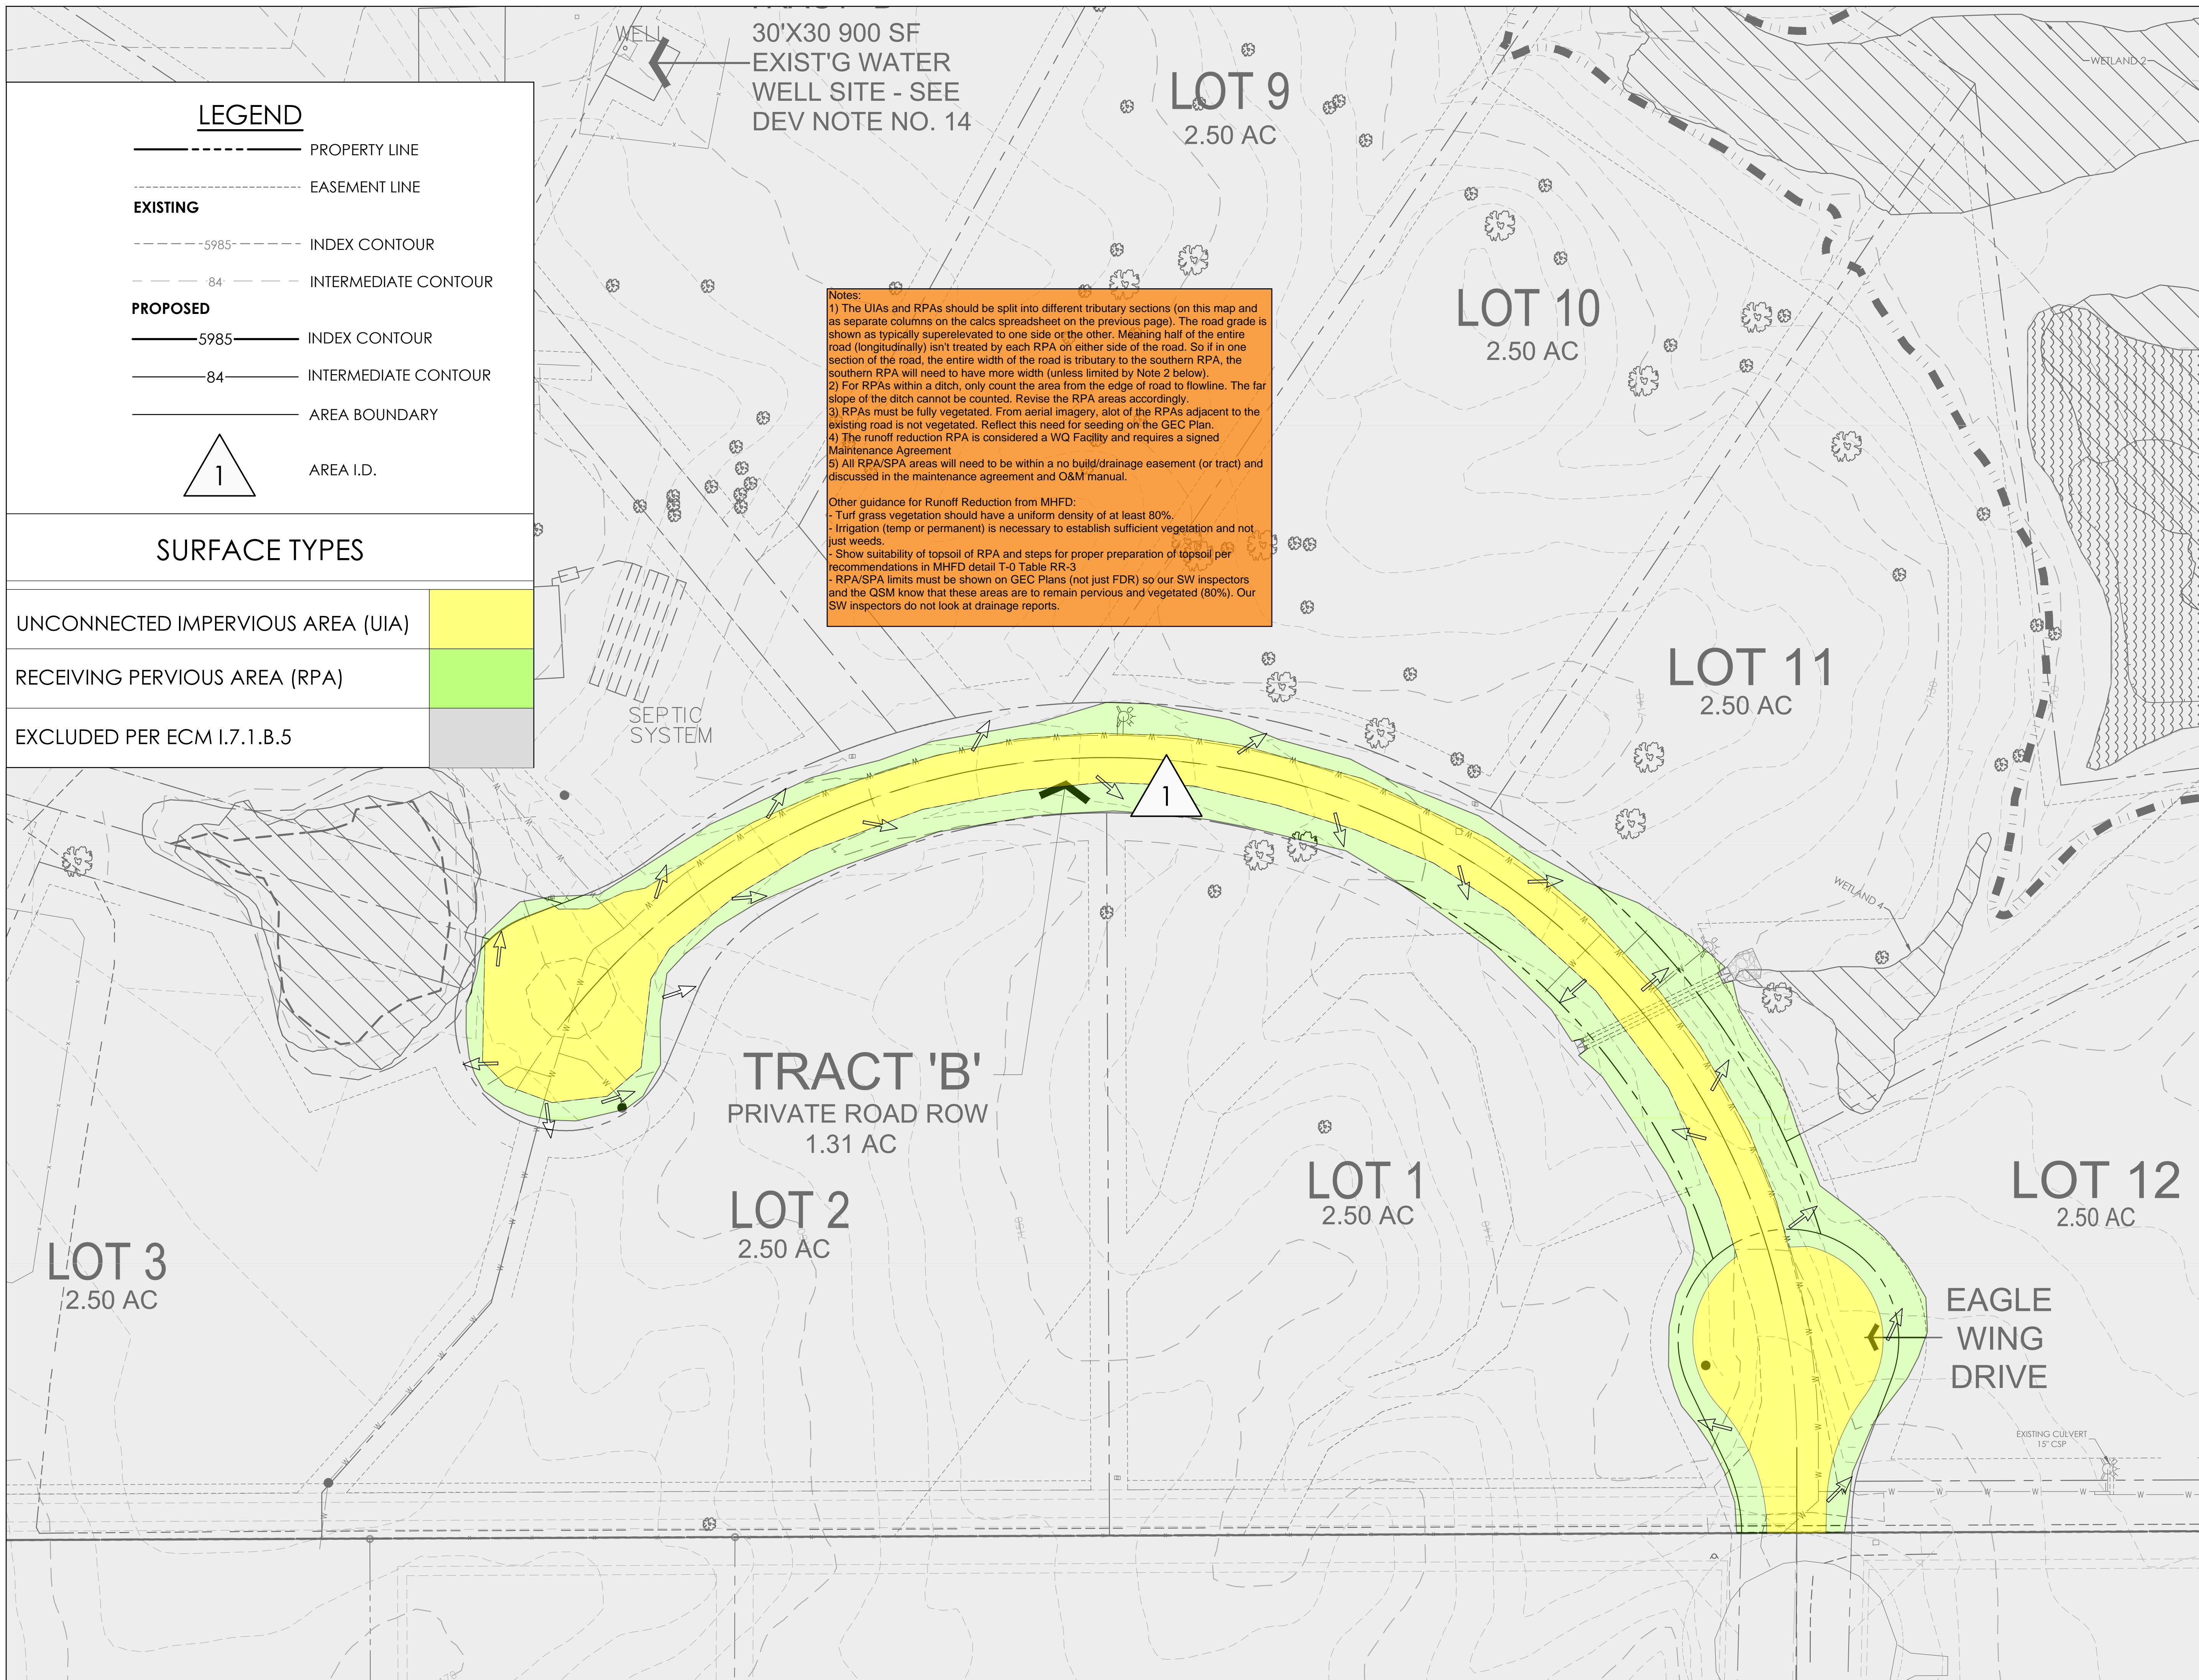 30'X30 900 SF
EXIST'G WATER
WELL SITE - SEE
DEV NOTE NO. 14
WELL
LOT 9
2.50 AC
WETLAND 2
LEGEND
PROPERTY LINE
EASEMENT LINE
EXISTING
5985
INDEX CONTOUR
84
INTERMEDIATE CONTOUR
PROPOSED
5985
INDEX CONTOUR
84
INTERMEDIATE CONTOUR
AREA BOUNDARY
1
AREA I.D.
SURFACE TYPES
UNCONNECTED IMPERVIOUS AREA (UIA)
RECEIVING PERVIOUS AREA (RPA)
EXCLUDED PER ECM I.7.1.B.5
Notes:
1) The UIAs and RPAs should be split into different tributary sections (on this map and
as separate columns on the calcs spreadsheet on the previous page). The road grade is
shown as typically superelevated to one side or the other. Meaning half of the entire
road (longitudinally) isn't treated by each RPA on either side of the road. So if in one
section of the road, the entire width of the road is tributary to the southern RPA, the
southern RPA will need to have more width (unless limited by Note 2 below).
2) For RPAs within a ditch, only count the area from the edge of road to flowline. The far
slope of the ditch cannot be counted. Revise the RPA areas accordingly.
3) RPAs must be fully vegetated. From aerial imagery, alot of the RPAs adjacent to the
existing road is not vegetated. Reflect this need for seeding on the GEC Plan.
4) The runoff reduction RPA is considered a WQ Facility and requires a signed
Maintenance Agreement
5) All RPA/SPA areas will need to be within a no build/drainage easement (or tract) and
discussed in the maintenance agreement and O&M manual.
Other guidance for Runoff Reduction from MHFD:
- Turf grass vegetation should have a uniform density of at least 80%.
- Irrigation (temp or permanent) is necessary to establish sufficient vegetation and not
just weeds.
- Show suitability of topsoil of RPA and steps for proper preparation of topsoil per
recommendations in MHFD detail T-0 Table RR-3
- RPA/SPA limits must be shown on GEC Plans (not just FDR) so our SW inspectors
and the QSM know that these areas are to remain pervious and vegetated (80%). Our
SW inspectors do not look at drainage reports.
LOT 10
2.50 AC
LOT 11
2.50 AC
SEPTIC
SYSTEM
1
WETLAND 4
TRACT 'B'
PRIVATE ROAD ROW
1.31 AC
LOT 1
2.50 AC
LOT 2
2.50 AC
LOT 3
2.50 AC
LOT 12
2.50 AC
EAGLE
WING
DRIVE
EXISTING CULVERT
15" CSP